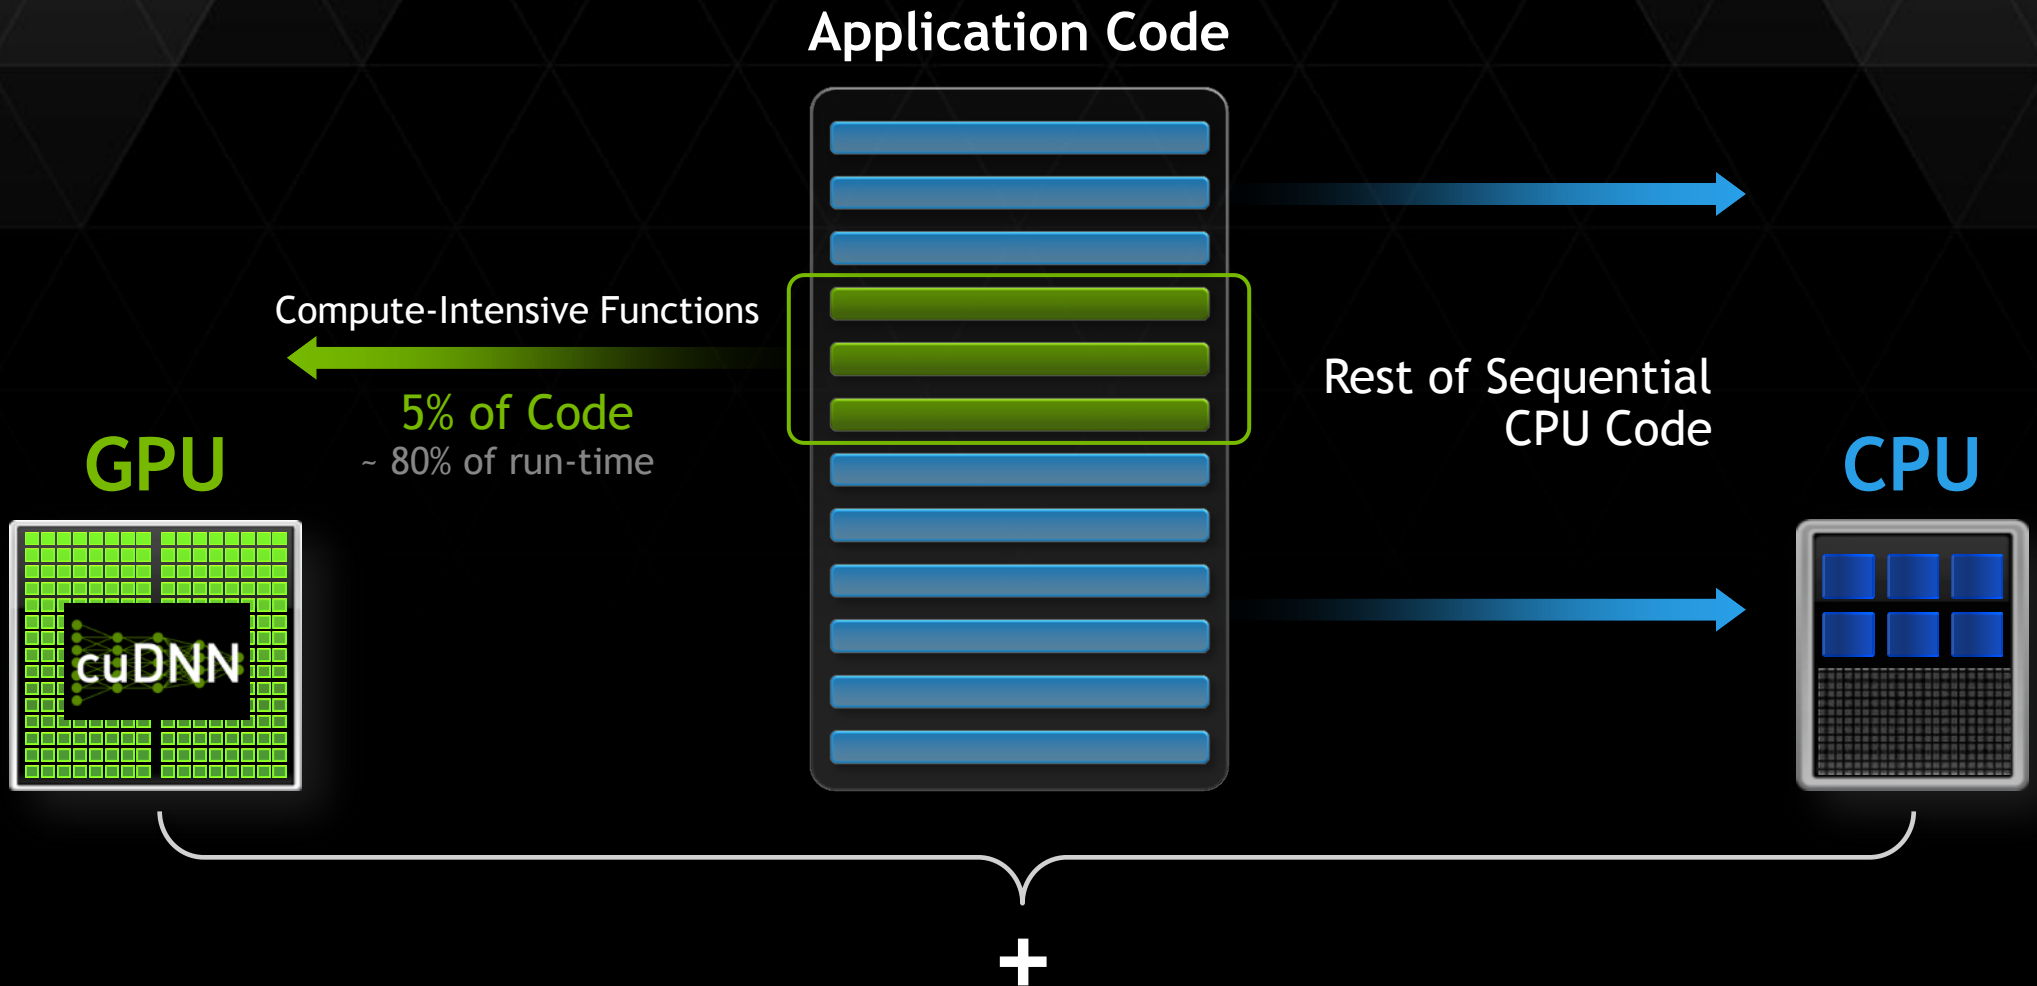 Application Code
Compute-Intensive Functions
5% of Code
~ 80% of run-time
GPU
cuDNN
Rest of Sequential
CPU Code
CPU
+